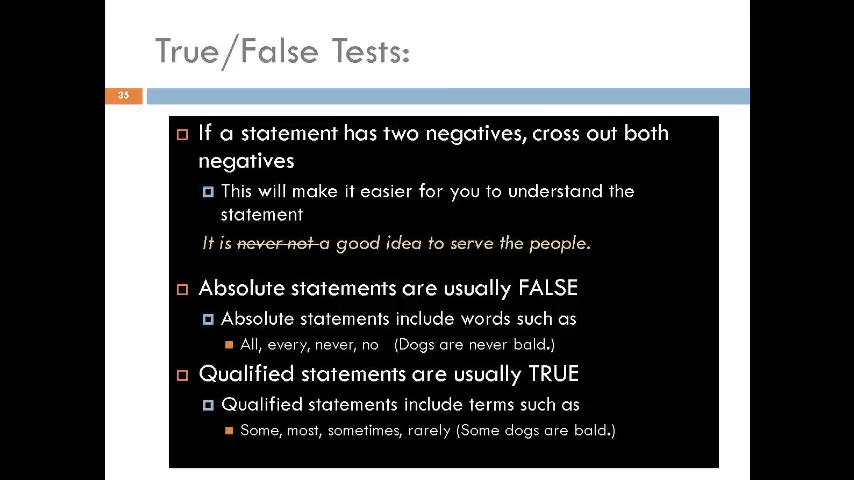 True/False Tests:
35
If a statement has two negatives, cross out both
negatives
This will make it easier for you to understand the
statement
It is never not a good idea to serve the people.
Absolute statements are usually FALSE
Absolute statements include words such as
All, every, never, no (Dogs are never bald.)
Qualified statements are usually TRUE
Qualified statements include terms such as
Some, most, sometimes, rarely (Some dogs are bald.)